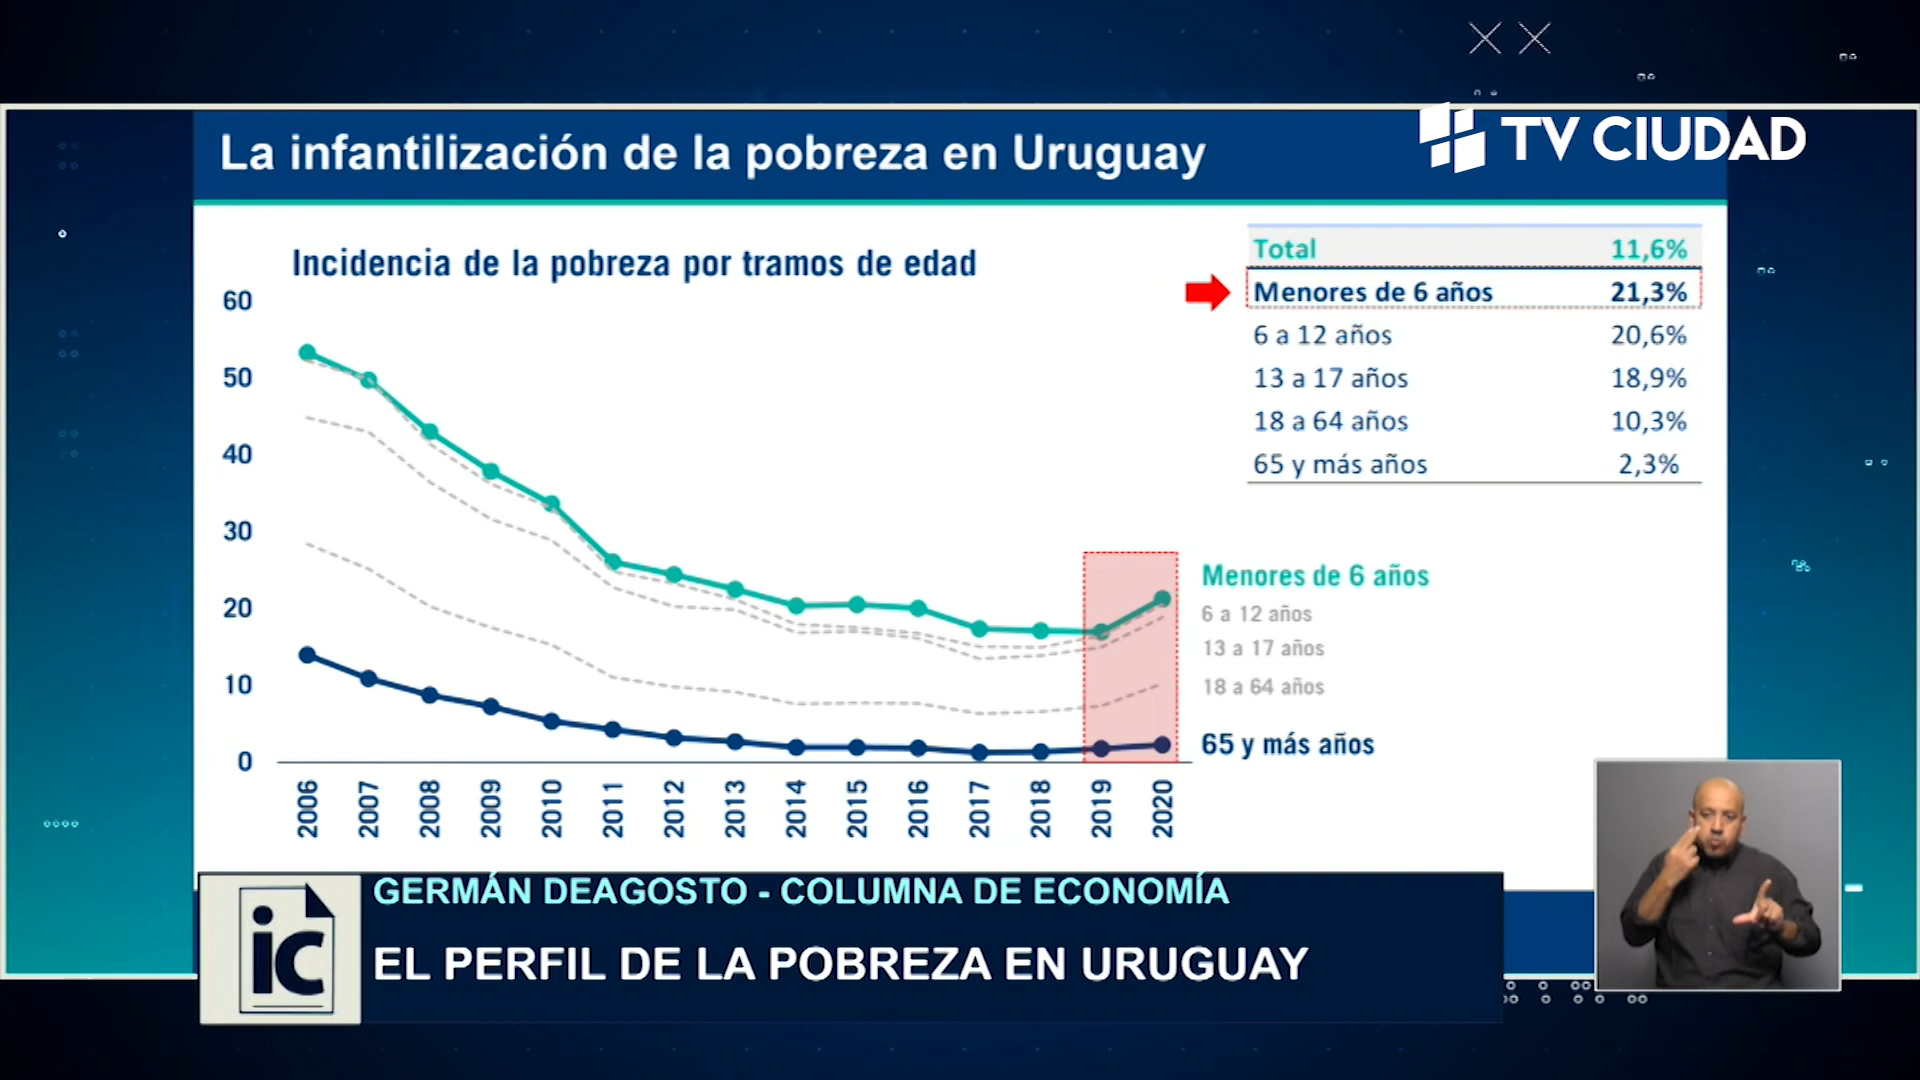 TV CIUDAD
La infantilización de la pobreza en Uruguay
Incidencia de la pobreza por tramos de edad
Total 11,6%
Menores de 6 años 21,3%
6 a 12 años 20,6%
13 a 17 años 18,9%
18 a 64 años 10,3%
65 y más años 2,3%
60
50
40
30
20
10
0
Menores de 6 años
6 a 12 años
13 a 17 años
18 a 64 años
65 y más años
2006 2007 2008 2009 2010 2011 2012 2013 2014 2015 2016 2017 2018 2019 2020
ic
GERMÁN DEAGOSTO - COLUMNA DE ECONOMÍA
EL PERFIL DE LA POBREZA EN URUGUAY